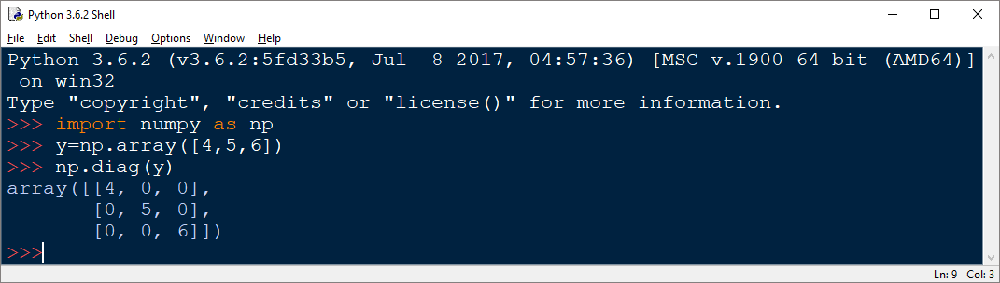 Python 3.6.2 Shell
File Edit Shell Debug Options Window Help
Python 3.6.2 (v3.6.2:5fd33b5, Jul  8 2017, 04:57:36) [MSC v.1900 64 bit (AMD64)]
 on win32
Type "copyright", "credits" or "license()" for more information.
>>> import numpy as np
>>> y=np.array([4,5,6])
>>> np.diag(y)
array([[4, 0, 0],
       [0, 5, 0],
       [0, 0, 6]])
>>>
Ln: 9 Col: 3